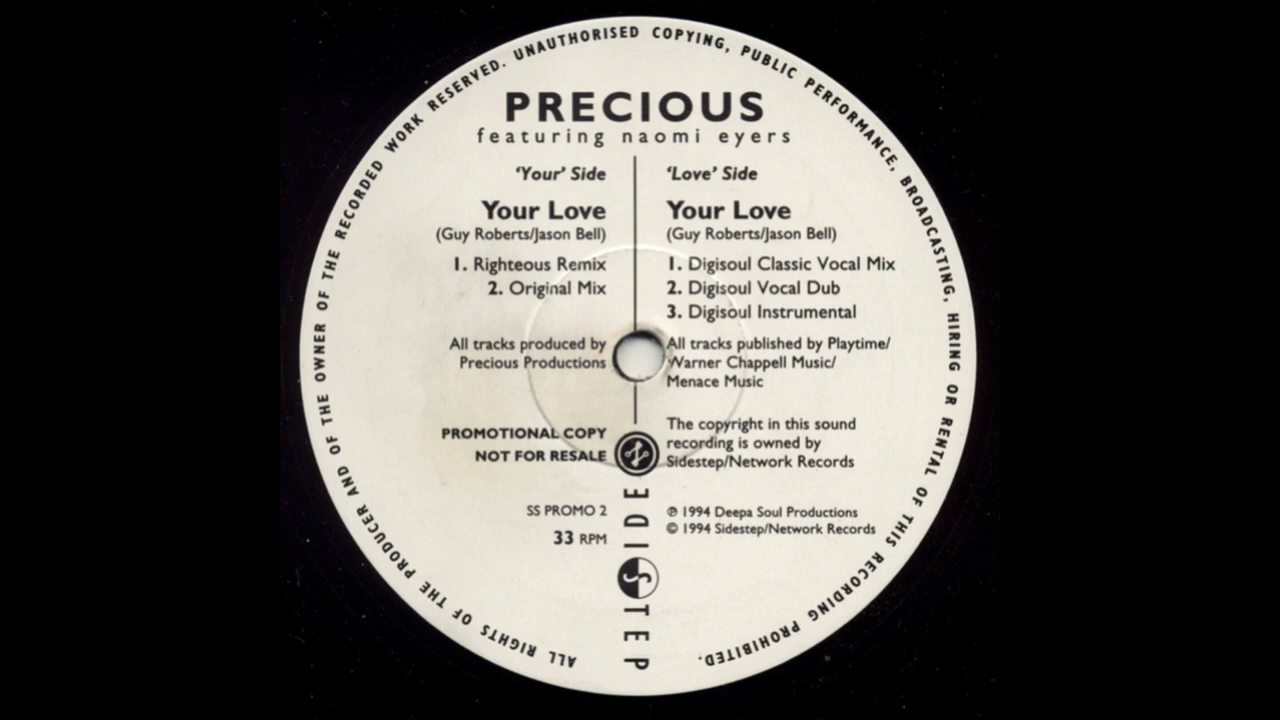 ALL RIGHTS OF THE PRODUCER AND OF THE OWNER OF THE RECORDED WORK RESERVED. UNAUTHORISED COPYING, PUBLIC PERFORMANCE, BROADCASTING, HIRING OR RENTAL OF THIS RECORDING PROHIBITED.
PRECIOUS
featuring naomi eyers
‘Your’ Side
Your Love
(Guy Roberts/Jason Bell)
1. Righteous Remix
2. Original Mix
All tracks produced by
Precious Productions
PROMOTIONAL COPY
NOT FOR RESALE
SS PROMO 2
33 RPM
‘Love’ Side
Your Love
(Guy Roberts/Jason Bell)
1. Digisoul Classic Vocal Mix
2. Digisoul Vocal Dub
3. Digisoul Instrumental
All tracks published by Playtime/
Warner Chappell Music/
Menace Music
The copyright in this sound
recording is owned by
Sidestep/Network Records
℗ 1994 Deepa Soul Productions
© 1994 Sidestep/Network Records
SIDESTEP